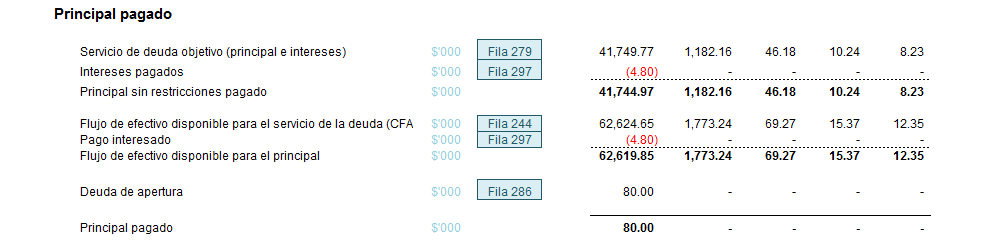 Principal pagado
Servicio de deuda objetivo (principal e intereses) $'000 Fila 279 41,749.77 1,182.16 46.18 10.24 8.23
Intereses pagados $'000 Fila 297 (4.80) - - - -
Principal sin restricciones pagado $'000 41,744.97 1,182.16 46.18 10.24 8.23
Flujo de efectivo disponible para el servicio de la deuda (CFA $'000 Fila 244 62,624.65 1,773.24 69.27 15.37 12.35
Pago interesado $'000 Fila 297 (4.80) - - - -
Flujo de efectivo disponible para el principal $'000 62,619.85 1,773.24 69.27 15.37 12.35
Deuda de apertura $'000 Fila 286 80.00 - - - -
Principal pagado $'000 80.00 - - - -